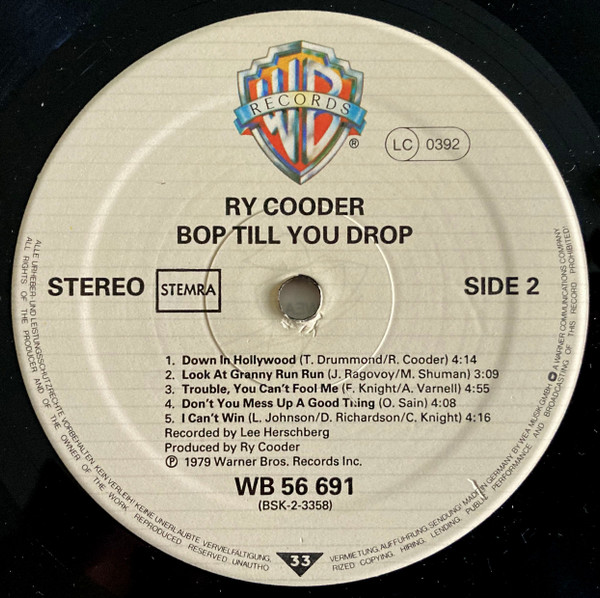 WB
RECORDS
®
LC 0392
RY COODER
BOP TILL YOU DROP
STEREO
STEMRA
SIDE 2
1. Down In Hollywood (T. Drummond/R. Cooder) 4:14
2. Look At Granny Run Run (J. Ragovoy/M. Shuman) 3:09
3. Trouble, You Can't Fool Me (F. Knight/A. Varnell) 4:55
4. Don't You Mess Up A Good Thing (O. Sain) 4:08
5. I Can't Win (L. Johnson/D. Richardson/C. Knight) 4:16
Recorded by Lee Herschberg
Produced by Ry Cooder
℗ 1979 Warner Bros. Records Inc.
WB 56 691
(BSK-2-3358)
33
ALLE URHEBER- UND LEISTUNGSSCHUTZRECHTE VORBEHALTEN. KEIN VERLEIH! KEINE UNERLAUBTE VERVIELFÄLTIGUNG, VERMIETUNG, AUFFÜHRUNG, SENDUNG! MADE IN GERMANY BY WEA MUSIK GMBH. A WARNER COMMUNICATIONS COMPANY
ALL RIGHTS OF THE PRODUCER AND OF THE OWNER OF THE WORK REPRODUCED RESERVED. UNAUTHORIZED COPYING, HIRING, LENDING, PUBLIC PERFORMANCE AND BROADCASTING OF THIS RECORD PROHIBITED!